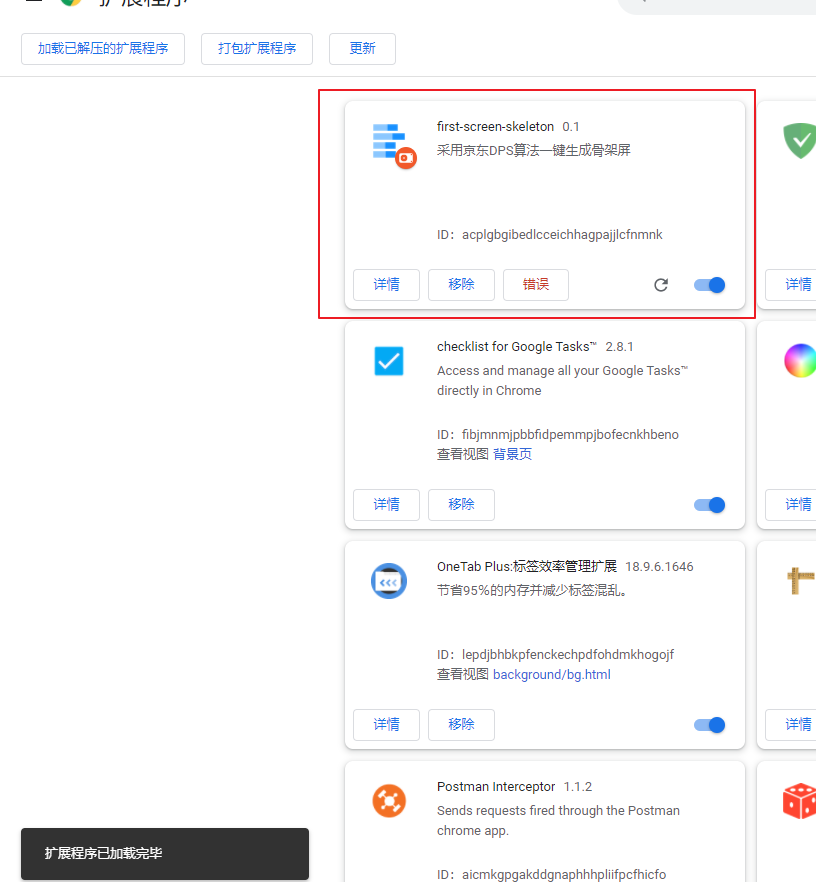 扩展程序
加载已解压的扩展程序 打包扩展程序 更新
first-screen-skeleton 0.1
采用京东DPS算法一键生成骨架屏
ID: acplgbgibedlcceichhagpajjlcfnmnk
详情 移除 错误
详情
checklist for Google Tasks™ 2.8.1
Access and manage all your Google Tasks™
directly in Chrome
ID: fibjmnmjpbbfidpemmpjbofecnkhbeno
查看视图 背景页
详情 移除
详情
OneTab Plus:标签效率管理扩展 18.9.6.1646
节省95%的内存并减少标签混乱。
ID: lepdjbhbkpfenckechpdfohdmkhogojf
查看视图 background/bg.html
详情 移除
详情
Postman Interceptor 1.1.2
Sends requests fired through the Postman
chrome app.
ID: aicmkgpgakddgnaphhhpliifpcfhicfo
扩展程序已加载完毕